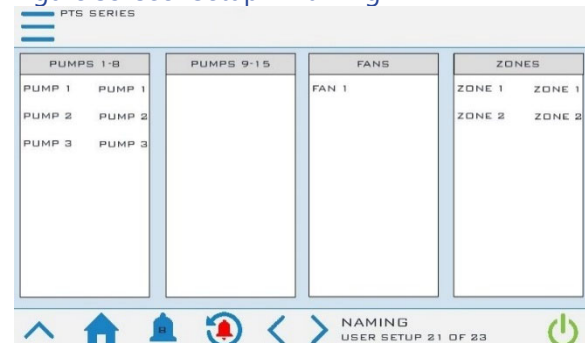 PTS SERIES
PUMPS 1-8 PUMPS 9-15 FANS ZONES
PUMP 1 PUMP 1 FAN 1 ZONE 1 ZONE 1
PUMP 2 PUMP 2 ZONE 2 ZONE 2
PUMP 3 PUMP 3
NAMING
USER SETUP 21 OF 23